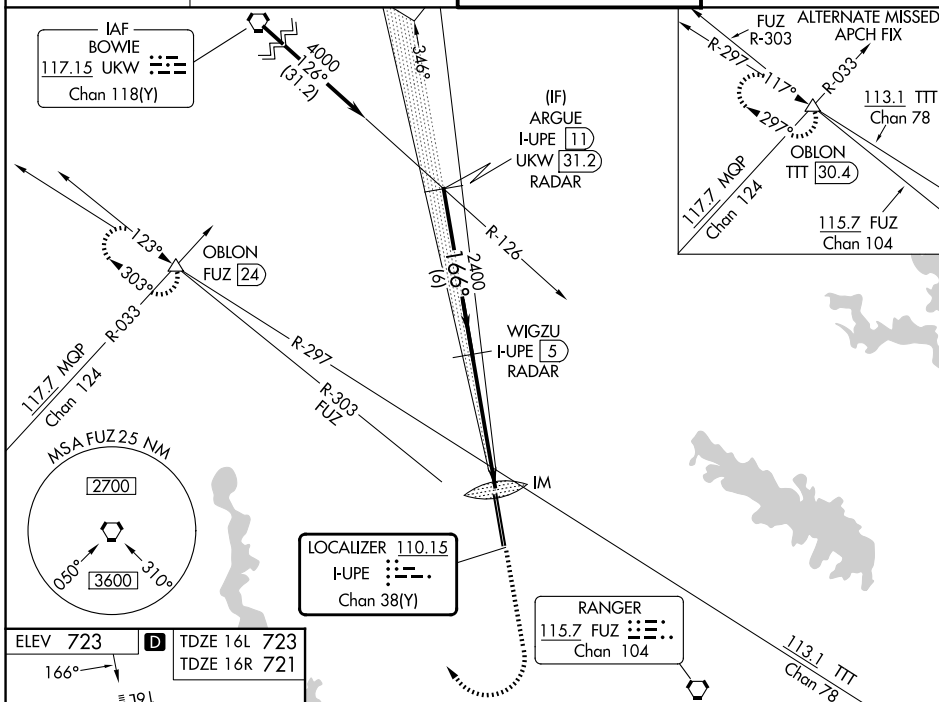 IAF
BOWIE
117.15 UKW
Chan 118(Y)
4000
126°
(31.2)
346°
(IF)
ARGUE
I-UPE 11
UKW 31.2
RADAR
FUZ
R-303
ALTERNATE MISSED
APCH FIX
R-297
117°
R-033
297°
113.1 TTT
Chan 78
OBLON
TTT 30.4
117.7 MQP
Chan 124
115.7 FUZ
Chan 104
123°
303°
OBLON
FUZ 24
R-033
117.7 MQP
Chan 124
R-126
2400
166°
(6)
WIGZU
I-UPE 5
RADAR
R-297
R-303
FUZ
MSA FUZ 25 NM
2700
050°
310°
3600
IM
LOCALIZER 110.15
I-UPE
Chan 38(Y)
RANGER
115.7 FUZ
Chan 104
113.1 TTT
Chan 78
ELEV 723
D
TDZE 16L 723
TDZE 16R 721
166°
19L